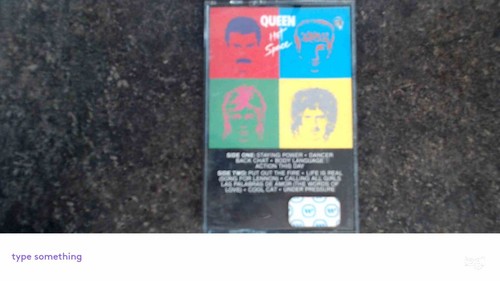 QUEEN
Hot
Space
SIDE ONE: STAYING POWER • DANCER
BACK CHAT • BODY LANGUAGE
ACTION THIS DAY
SIDE TWO: PUT OUT THE FIRE • LIFE IS REAL
(SONG FOR LENNON) • CALLING ALL GIRLS
LAS PALABRAS DE AMOR (THE WORDS OF
LOVE) • COOL CAT • UNDER PRESSURE
type something